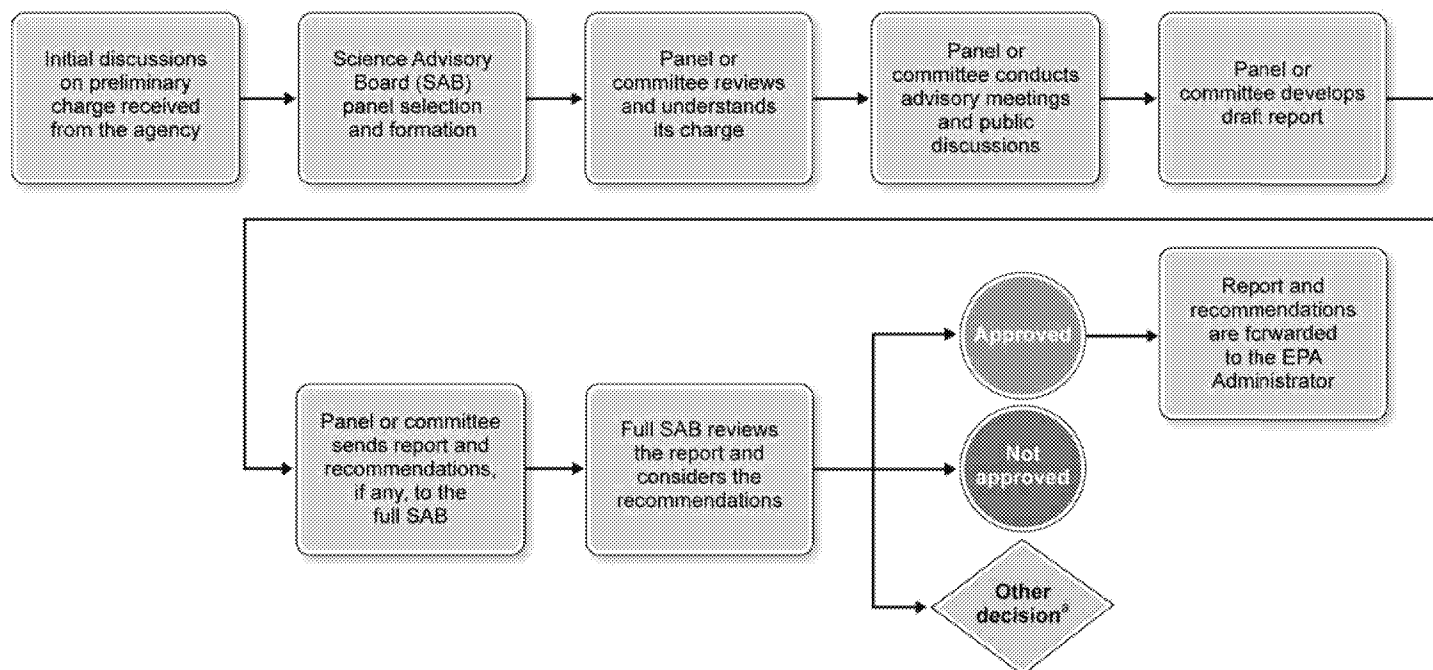 Initial discussions
on preliminary
charge received
from the agency
Science Advisory
Board (SAB)
panel selection
and formation
Panel or
committee reviews
and understands
its charge
Panel or
committee conducts
advisory meetings
and public
discussions
Panel or
committee develops
draft report
Panel or committee
sends report and
recommendations,
if any, to the
full SAB
Full SAB reviews
the report and
considers the
recommendations
Approved
Report and
recommendations
are forwarded
to the EPA
Administrator
Not
approved
Other
decisionª